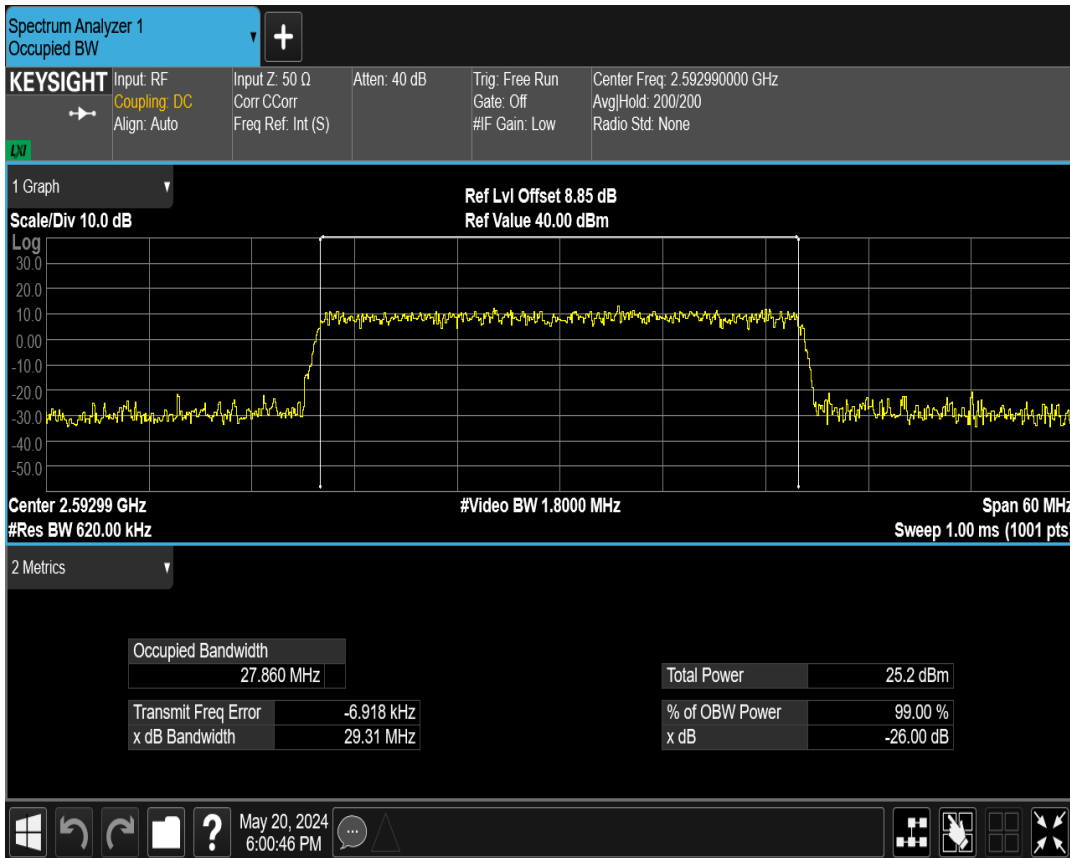 Spectrum Analyzer 1
Occupied BW
+
KEYSIGHT
Input: RF
Coupling: DC
Align: Auto
Input Z: 50 Ω
Corr CCorr
Freq Ref: Int (S)
Atten: 40 dB
Trig: Free Run
Gate: Off
#IF Gain: Low
Center Freq: 2.592990000 GHz
Avg|Hold: 200/200
Radio Std: None
LXI
1 Graph
Scale/Div 10.0 dB
Ref Lvl Offset 8.85 dB
Ref Value 40.00 dBm
Log
30.0
20.0
10.0
0.00
-10.0
-20.0
-30.0
-40.0
-50.0
Center 2.59299 GHz
#Video BW 1.8000 MHz
Span 60 MHz
#Res BW 620.00 kHz
Sweep 1.00 ms (1001 pts)
2 Metrics
Occupied Bandwidth
27.860 MHz
Total Power 25.2 dBm
Transmit Freq Error -6.918 kHz
% of OBW Power 99.00 %
x dB Bandwidth 29.31 MHz
x dB -26.00 dB
?
May 20, 2024
6:00:46 PM